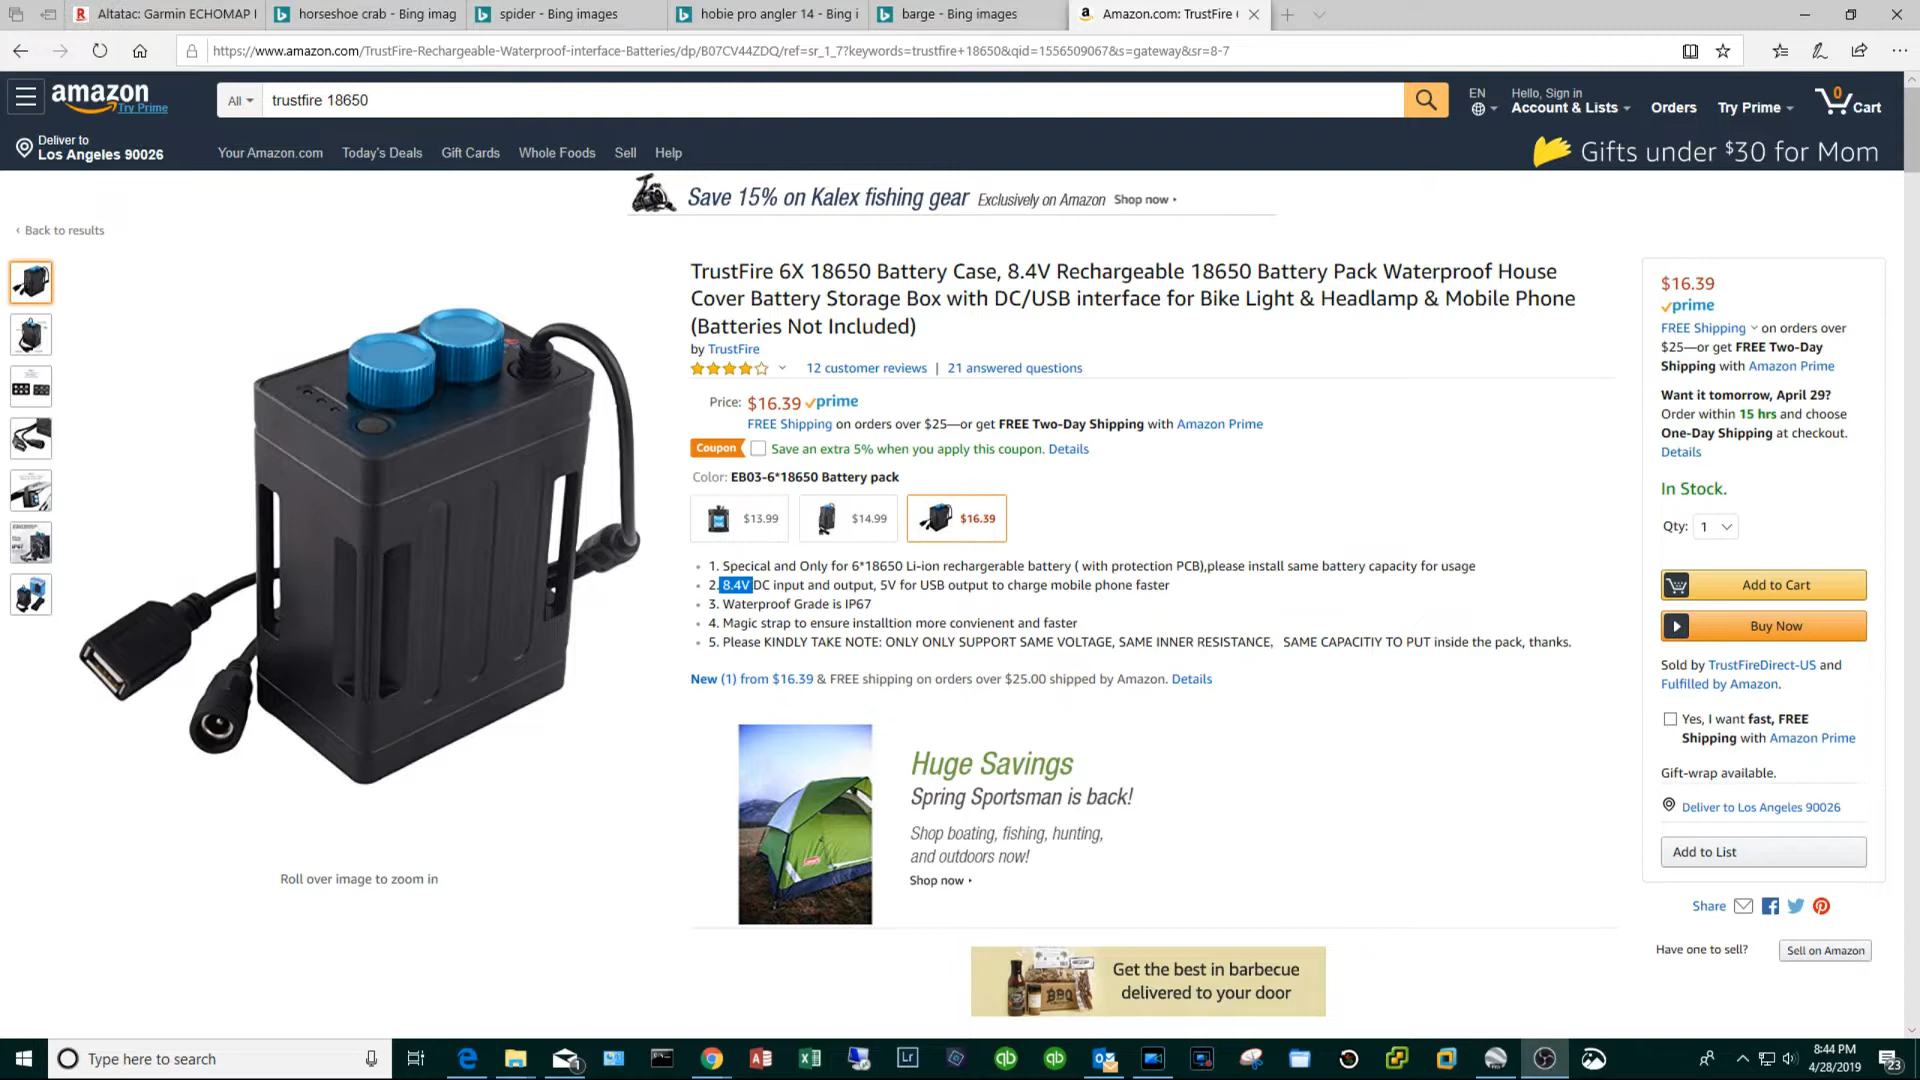 Altatac: Garmin ECHOMAP
horseshoe crab - Bing imag
spider - Bing images
hobie pro angler 14 - Bing i
barge - Bing images
Amazon.com: TrustFire
https://www.amazon.com/TrustFire-Rechargeable-Waterproof-interface-Batteries/dp/B07CV44ZDQ/ref=sr_1_7?keywords=trustfire+18650&qid=1556509067&s=gateway&sr=8-7
amazon
Try Prime
All
trustfire 18650
EN
Hello, Sign in
Account & Lists
Orders
Try Prime
0
Cart
Deliver to
Los Angeles 90026
Your Amazon.com
Today's Deals
Gift Cards
Whole Foods
Sell
Help
Gifts under $30 for Mom
Save 15% on Kalex fishing gear Exclusively on Amazon Shop now
‹ Back to results
TrustFire 6X 18650 Battery Case, 8.4V Rechargeable 18650 Battery Pack Waterproof House
Cover Battery Storage Box with DC/USB interface for Bike Light & Headlamp & Mobile Phone
(Batteries Not Included)
by TrustFire
12 customer reviews | 21 answered questions
Price: $16.39 prime
FREE Shipping on orders over $25—or get FREE Two-Day Shipping with Amazon Prime
Coupon Save an extra 5% when you apply this coupon. Details
Color: EB03-6*18650 Battery pack
$13.99
$14.99
$16.39
1. Specical and Only for 6*18650 Li-ion rechargerable battery ( with protection PCB),please install same battery capacity for usage
2. 8.4V DC input and output, 5V for USB output to charge mobile phone faster
3. Waterproof Grade is IP67
4. Magic strap to ensure installtion more convienent and faster
5. Please KINDLY TAKE NOTE: ONLY ONLY SUPPORT SAME VOLTAGE, SAME INNER RESISTANCE, SAME CAPACITIY TO PUT inside the pack, thanks.
New (1) from $16.39 & FREE shipping on orders over $25.00 shipped by Amazon. Details
Huge Savings
Spring Sportsman is back!
Shop boating, fishing, hunting,
and outdoors now!
Shop now
Roll over image to zoom in
Get the best in barbecue
delivered to your door
BBQ
$16.39
prime
FREE Shipping on orders over
$25—or get FREE Two-Day
Shipping with Amazon Prime
Want it tomorrow, April 29?
Order within 15 hrs and choose
One-Day Shipping at checkout.
Details
In Stock.
Qty: 1
Add to Cart
Buy Now
Sold by TrustFireDirect-US and
Fulfilled by Amazon.
Yes, I want fast, FREE
Shipping with Amazon Prime
Gift-wrap available.
Deliver to Los Angeles 90026
Add to List
Share
Have one to sell?
Sell on Amazon
Type here to search
8:44 PM
4/28/2019
23